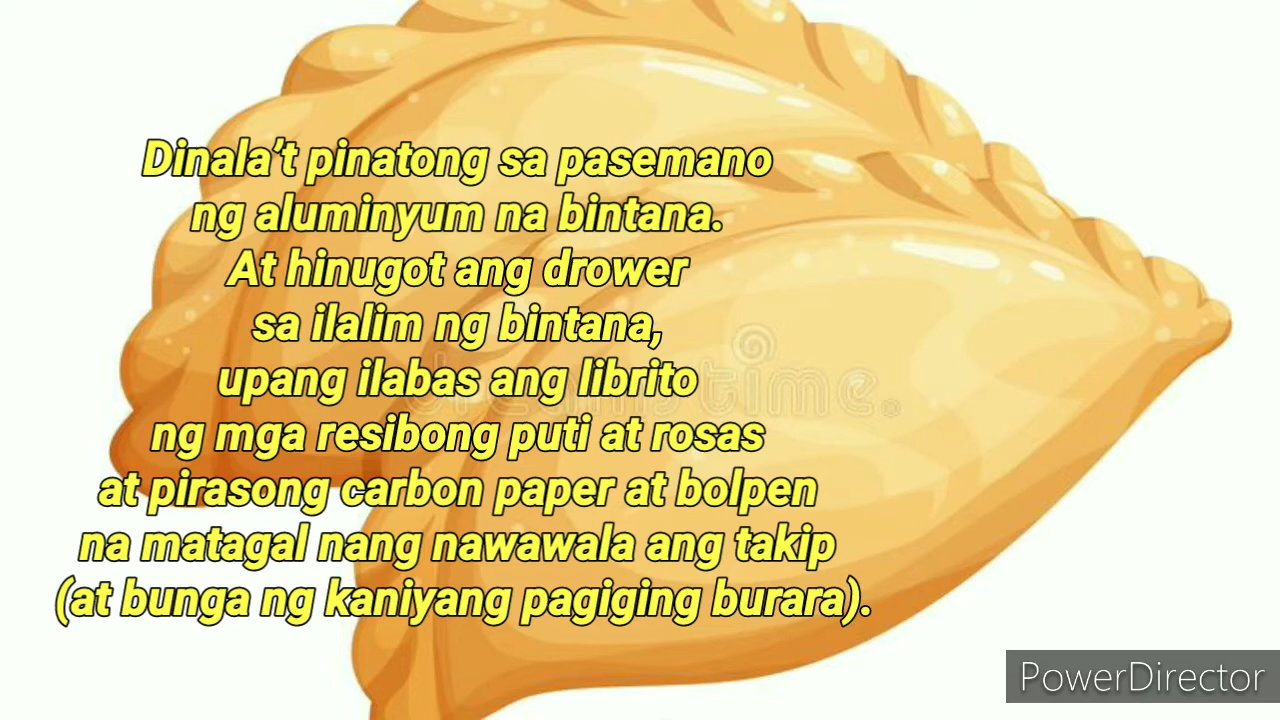 Dinala’t pinatong sa pasemano
ng aluminyum na bintana.
At hinugot ang drower
sa ilalim ng bintana,
upang ilabas ang librito
ng mga resibong puti at rosas
at pirasong carbon paper at bolpen
na matagal nang nawawala ang takip
(at bunga ng kaniyang pagiging burara).
dreamstime.
PowerDirector